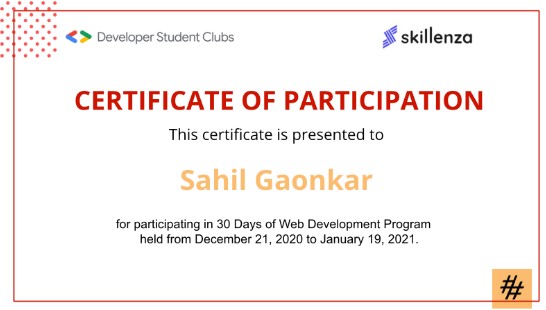 Developer Student Clubs
skillenza
CERTIFICATE OF PARTICIPATION
This certificate is presented to
Sahil Gaonkar
for participating in 30 Days of Web Development Program
held from December 21, 2020 to January 19, 2021.
#